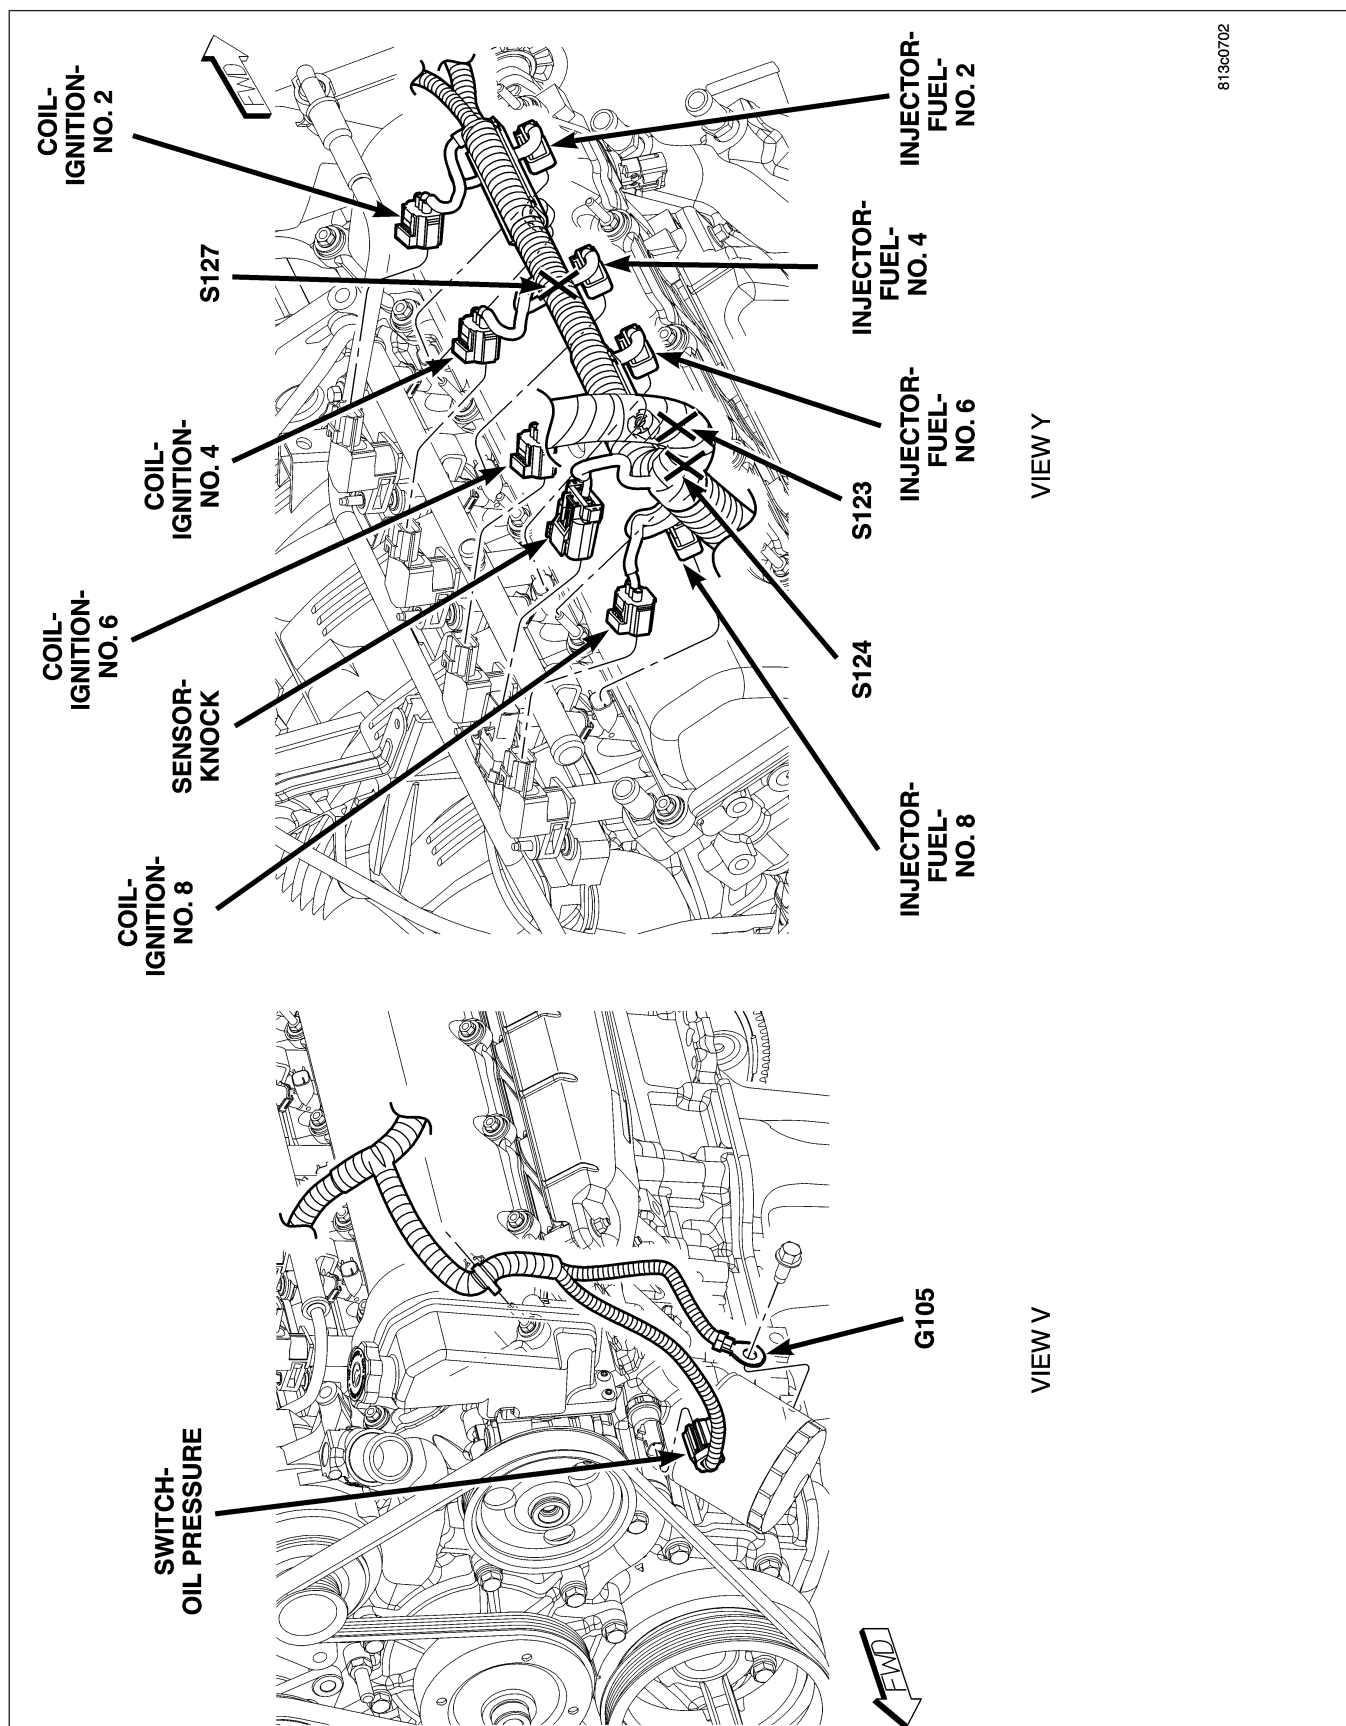 SWITCH-
OIL PRESSURE
G105
FWD
VIEW V
COIL-
IGNITION-
NO. 8
SENSOR-
KNOCK
COIL-
IGNITION-
NO. 6
COIL-
IGNITION-
NO. 4
S127
COIL-
IGNITION-
NO. 2
FWD
INJECTOR-
FUEL-
NO. 8
S124
S123
INJECTOR-
FUEL-
NO. 6
INJECTOR-
FUEL-
NO. 4
INJECTOR-
FUEL-
NO. 2
VIEW Y
813c0702